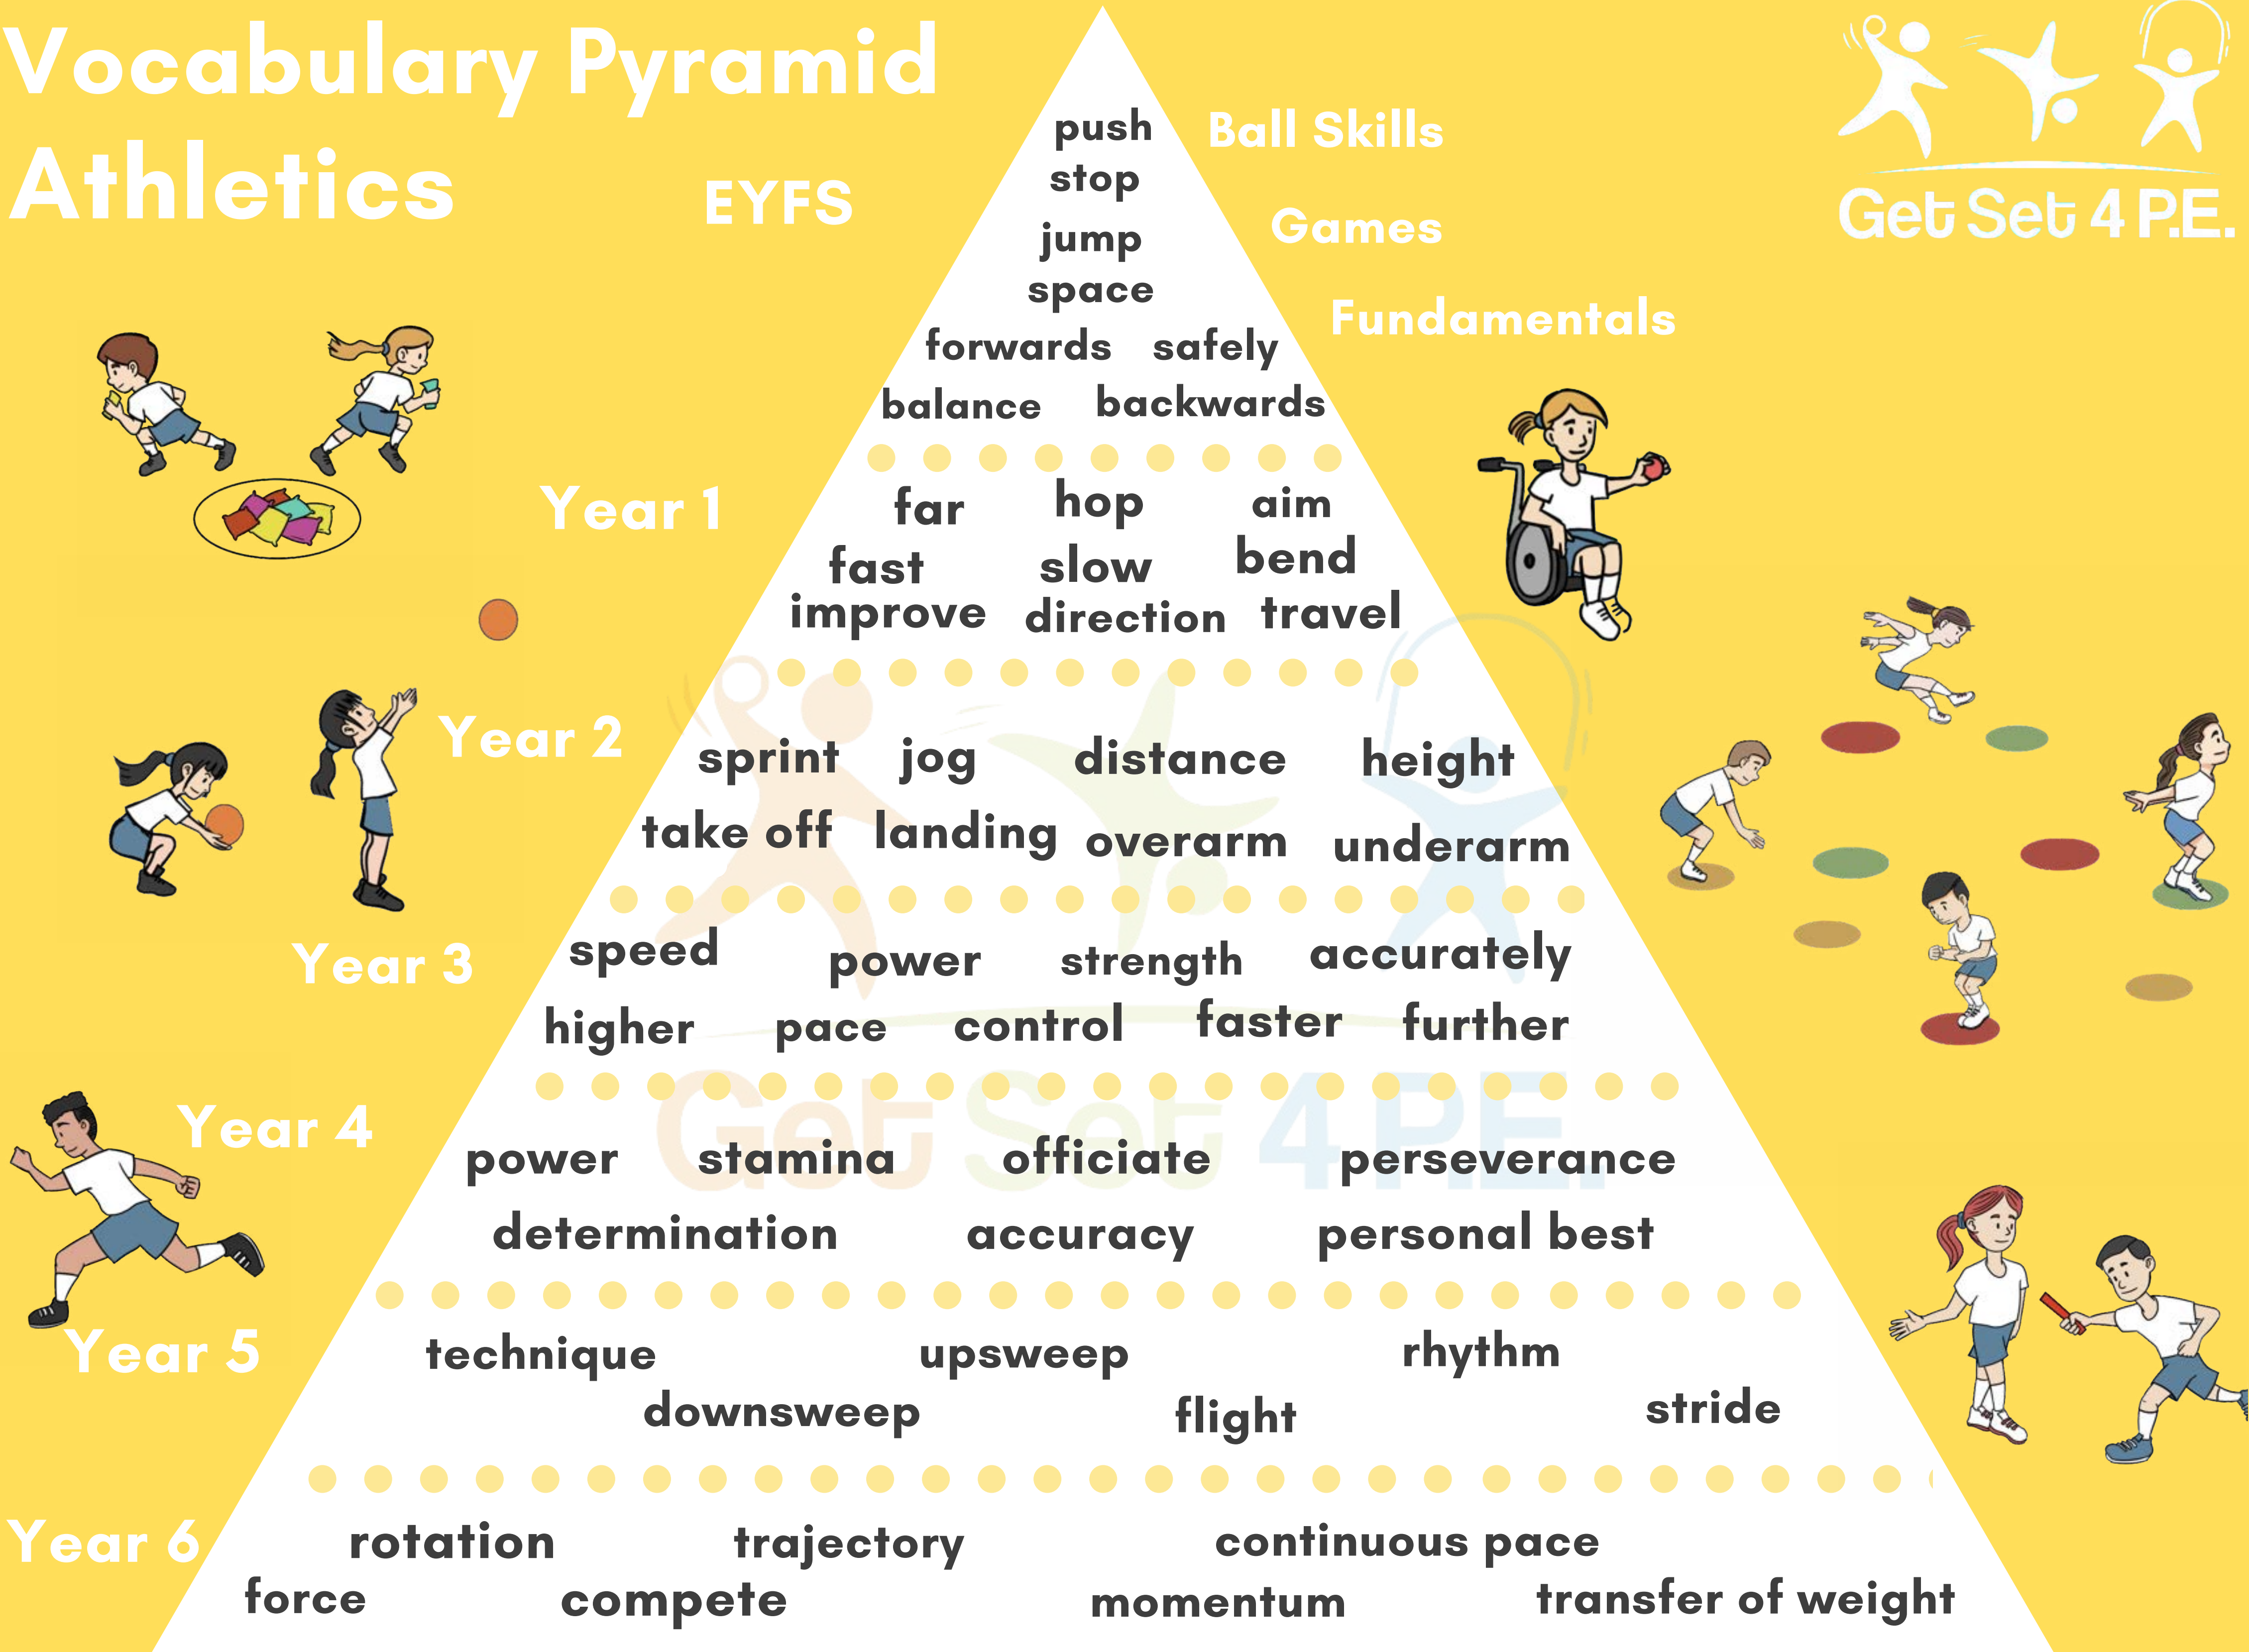 Vocabulary Pyramid
Athletics
Get Set 4 P.E.
EYFS
Ball Skills
Games
Fundamentals
push
stop
jump
space
forwards safely
balance backwards
Year 1
far hop aim
fast slow bend
improve direction travel
Year 2
sprint jog distance height
take off landing overarm underarm
Year 3
speed power strength accurately
higher pace control faster further
Get Set 4 P.E.
Year 4
power stamina officiate perseverance
determination accuracy personal best
Year 5
technique upsweep rhythm
downsweep flight stride
Year 6
rotation trajectory continuous pace
force compete momentum transfer of weight